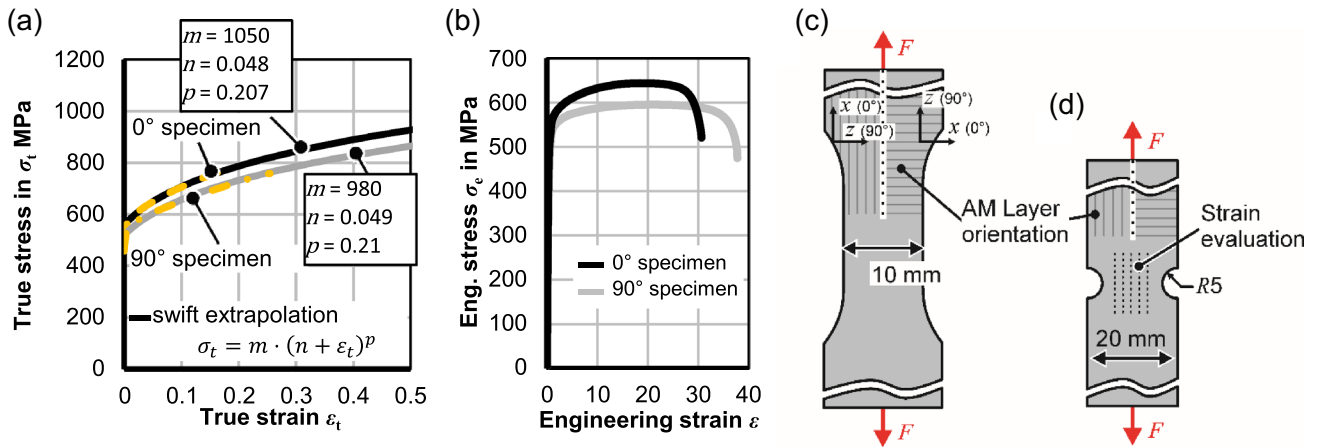 (a)
m = 1050
n = 0.048
p = 0.207
True stress in σt MPa
1200
1000
800
600
400
200
0
0° specimen
90° specimen
m = 980
n = 0.049
p = 0.21
swift extrapolation
σt = m · (n + εt)^p
0 0.1 0.2 0.3 0.4 0.5
True strain εt
(b)
Eng. stress σe in MPa
700
600
500
400
300
200
100
0
0° specimen
90° specimen
0 10 20 30 40
Engineering strain ε
(c)
F
x (0°)
z (90°)
z (90°)
x (0°)
AM Layer
orientation
10 mm
F
(d)
F
Strain
evaluation
R5
20 mm
F